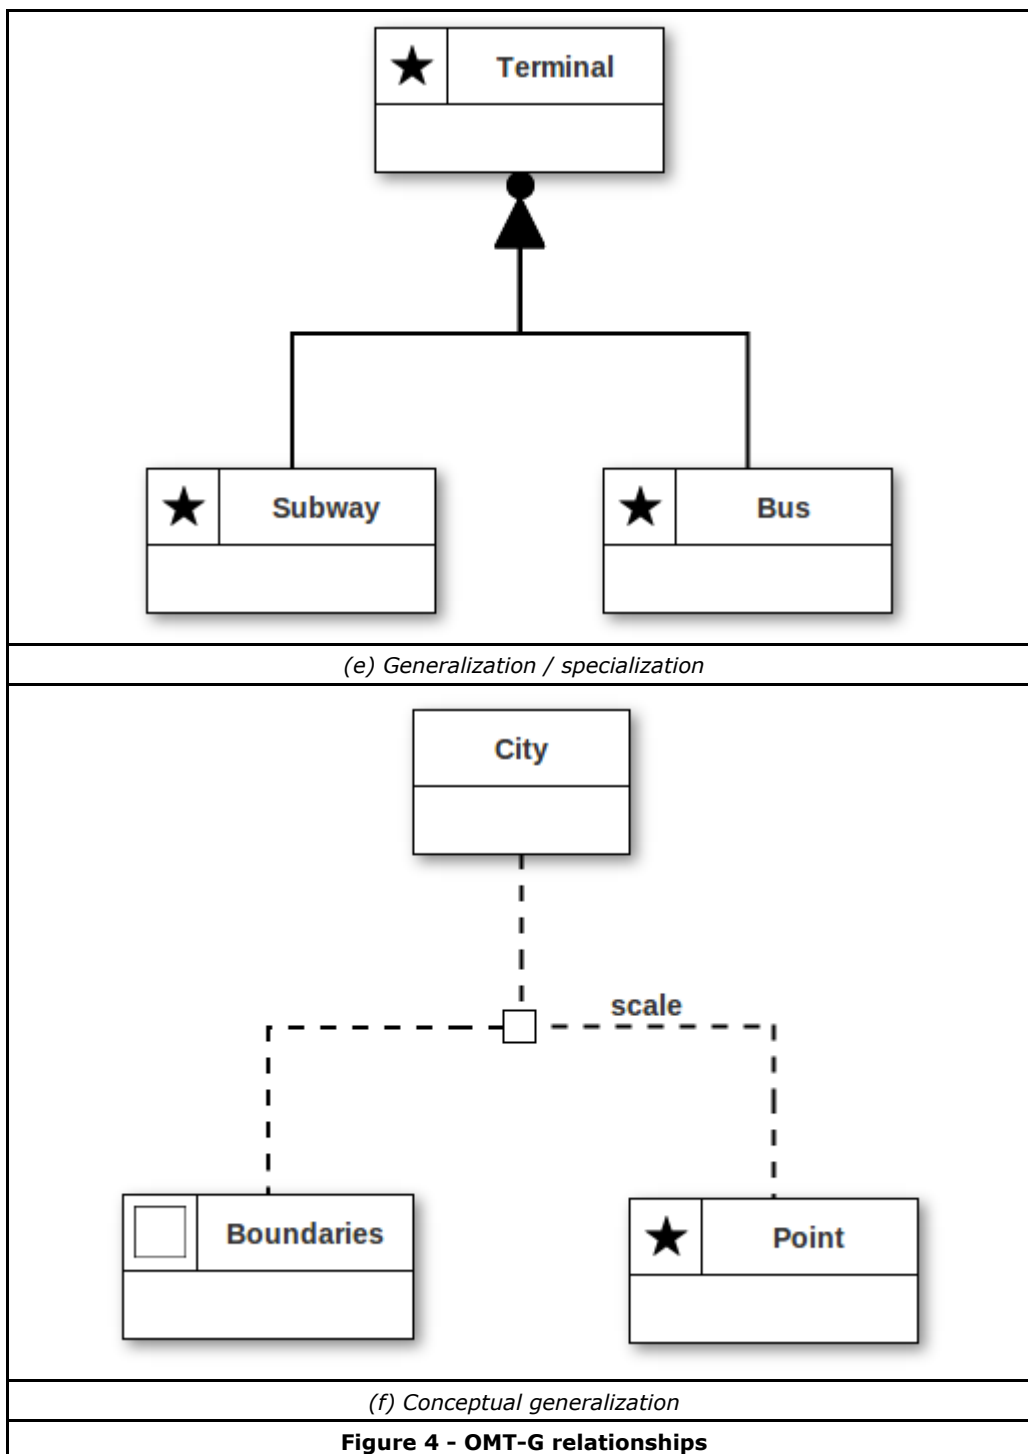 Terminal
Subway
Bus
(e) Generalization / specialization
City
scale
Boundaries
Point
(f) Conceptual generalization
Figure 4 - OMT-G relationships